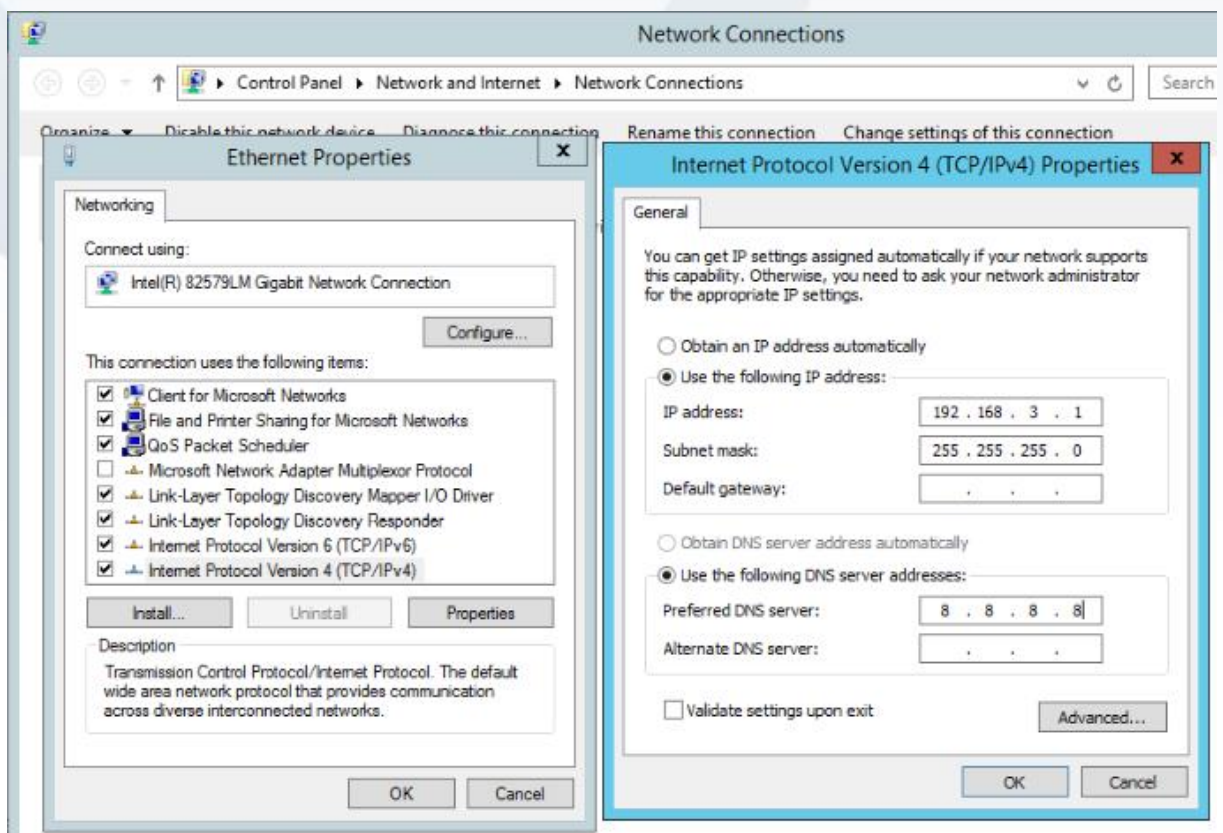 Network Connections
Control Panel ▸ Network and Internet ▸ Network Connections
Search
Organize Disable this network device Diagnose this connection Rename this connection Change settings of this connection
Ethernet Properties
x
Networking
Connect using:
Intel(R) 82579LM Gigabit Network Connection
Configure...
This connection uses the following items:
Client for Microsoft Networks
File and Printer Sharing for Microsoft Networks
QoS Packet Scheduler
Microsoft Network Adapter Multiplexor Protocol
Link-Layer Topology Discovery Mapper I/O Driver
Link-Layer Topology Discovery Responder
Internet Protocol Version 6 (TCP/IPv6)
Internet Protocol Version 4 (TCP/IPv4)
Install... Uninstall Properties
Description
Transmission Control Protocol/Internet Protocol. The default
wide area network protocol that provides communication
across diverse interconnected networks.
OK Cancel
Internet Protocol Version 4 (TCP/IPv4) Properties
x
General
You can get IP settings assigned automatically if your network supports
this capability. Otherwise, you need to ask your network administrator
for the appropriate IP settings.
Obtain an IP address automatically
Use the following IP address:
IP address: 192 . 168 . 3 . 1
Subnet mask: 255 . 255 . 255 . 0
Default gateway: . . .
Obtain DNS server address automatically
Use the following DNS server addresses:
Preferred DNS server: 8 . 8 . 8 . 8
Alternate DNS server: . . .
Validate settings upon exit
Advanced...
OK Cancel